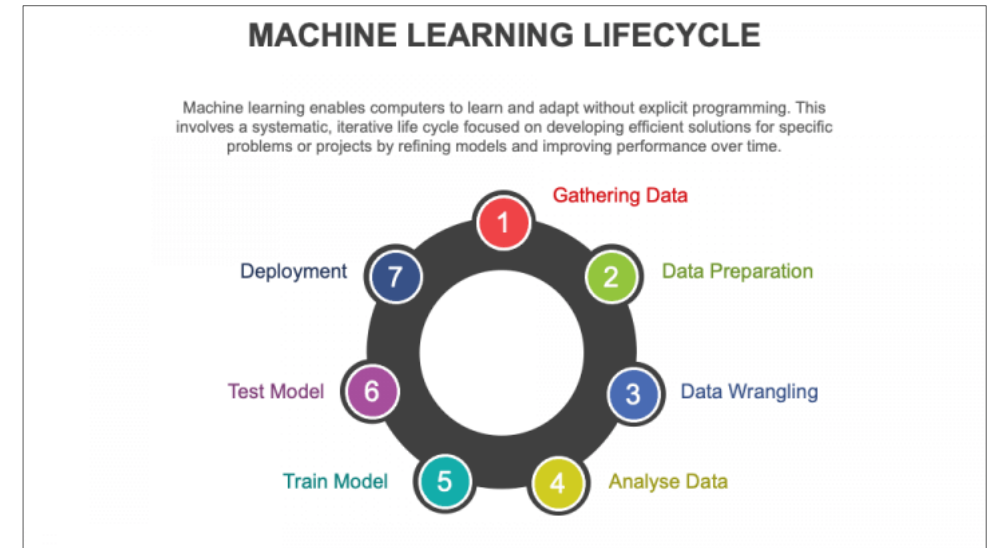 MACHINE LEARNING LIFECYCLE
Machine learning enables computers to learn and adapt without explicit programming. This
involves a systematic, iterative life cycle focused on developing efficient solutions for specific
problems or projects by refining models and improving performance over time.
1
Gathering Data
2
Data Preparation
3
Data Wrangling
4
Analyse Data
5
Train Model
6
Test Model
7
Deployment